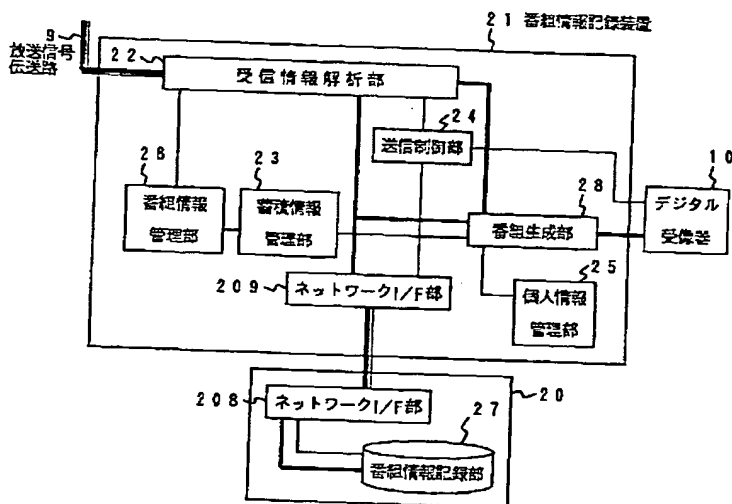 ２１ 番組情報記録装置
９
放送信号
伝送路
２２
受信情報解析部
２４
送信制御部
２６
番組情報
管理部
２３
蓄積情報
管理部
１０
デジタル
受像器
２８
番組生成部
２０９
ネットワークI/F部
２５
個人情報
管理部
２０８
ネットワークI/F部
２０
２７
番組情報記録部